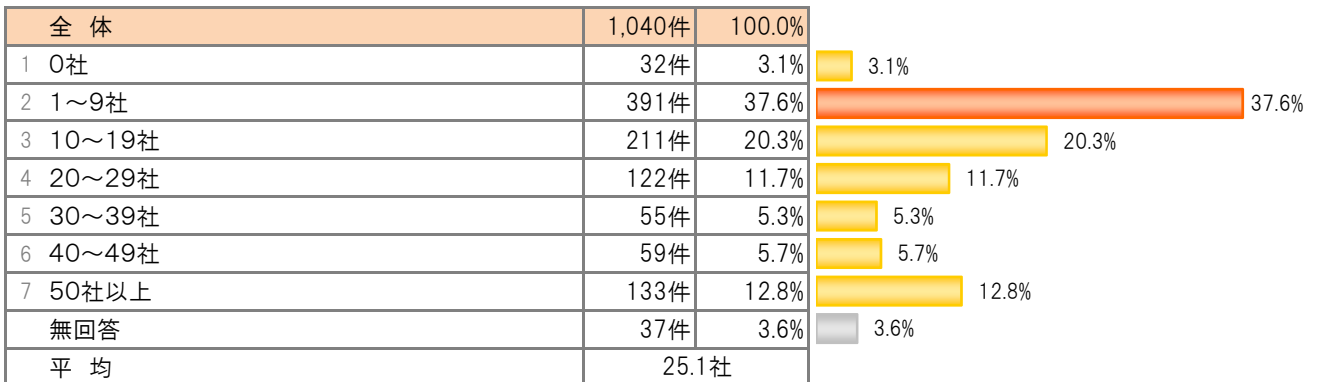 全 体 1,040件 100.0%
1 0社 32件 3.1% 3.1%
2 1～9社 391件 37.6% 37.6%
3 10～19社 211件 20.3% 20.3%
4 20～29社 122件 11.7% 11.7%
5 30～39社 55件 5.3% 5.3%
6 40～49社 59件 5.7% 5.7%
7 50社以上 133件 12.8% 12.8%
無回答 37件 3.6% 3.6%
平 均 25.1社